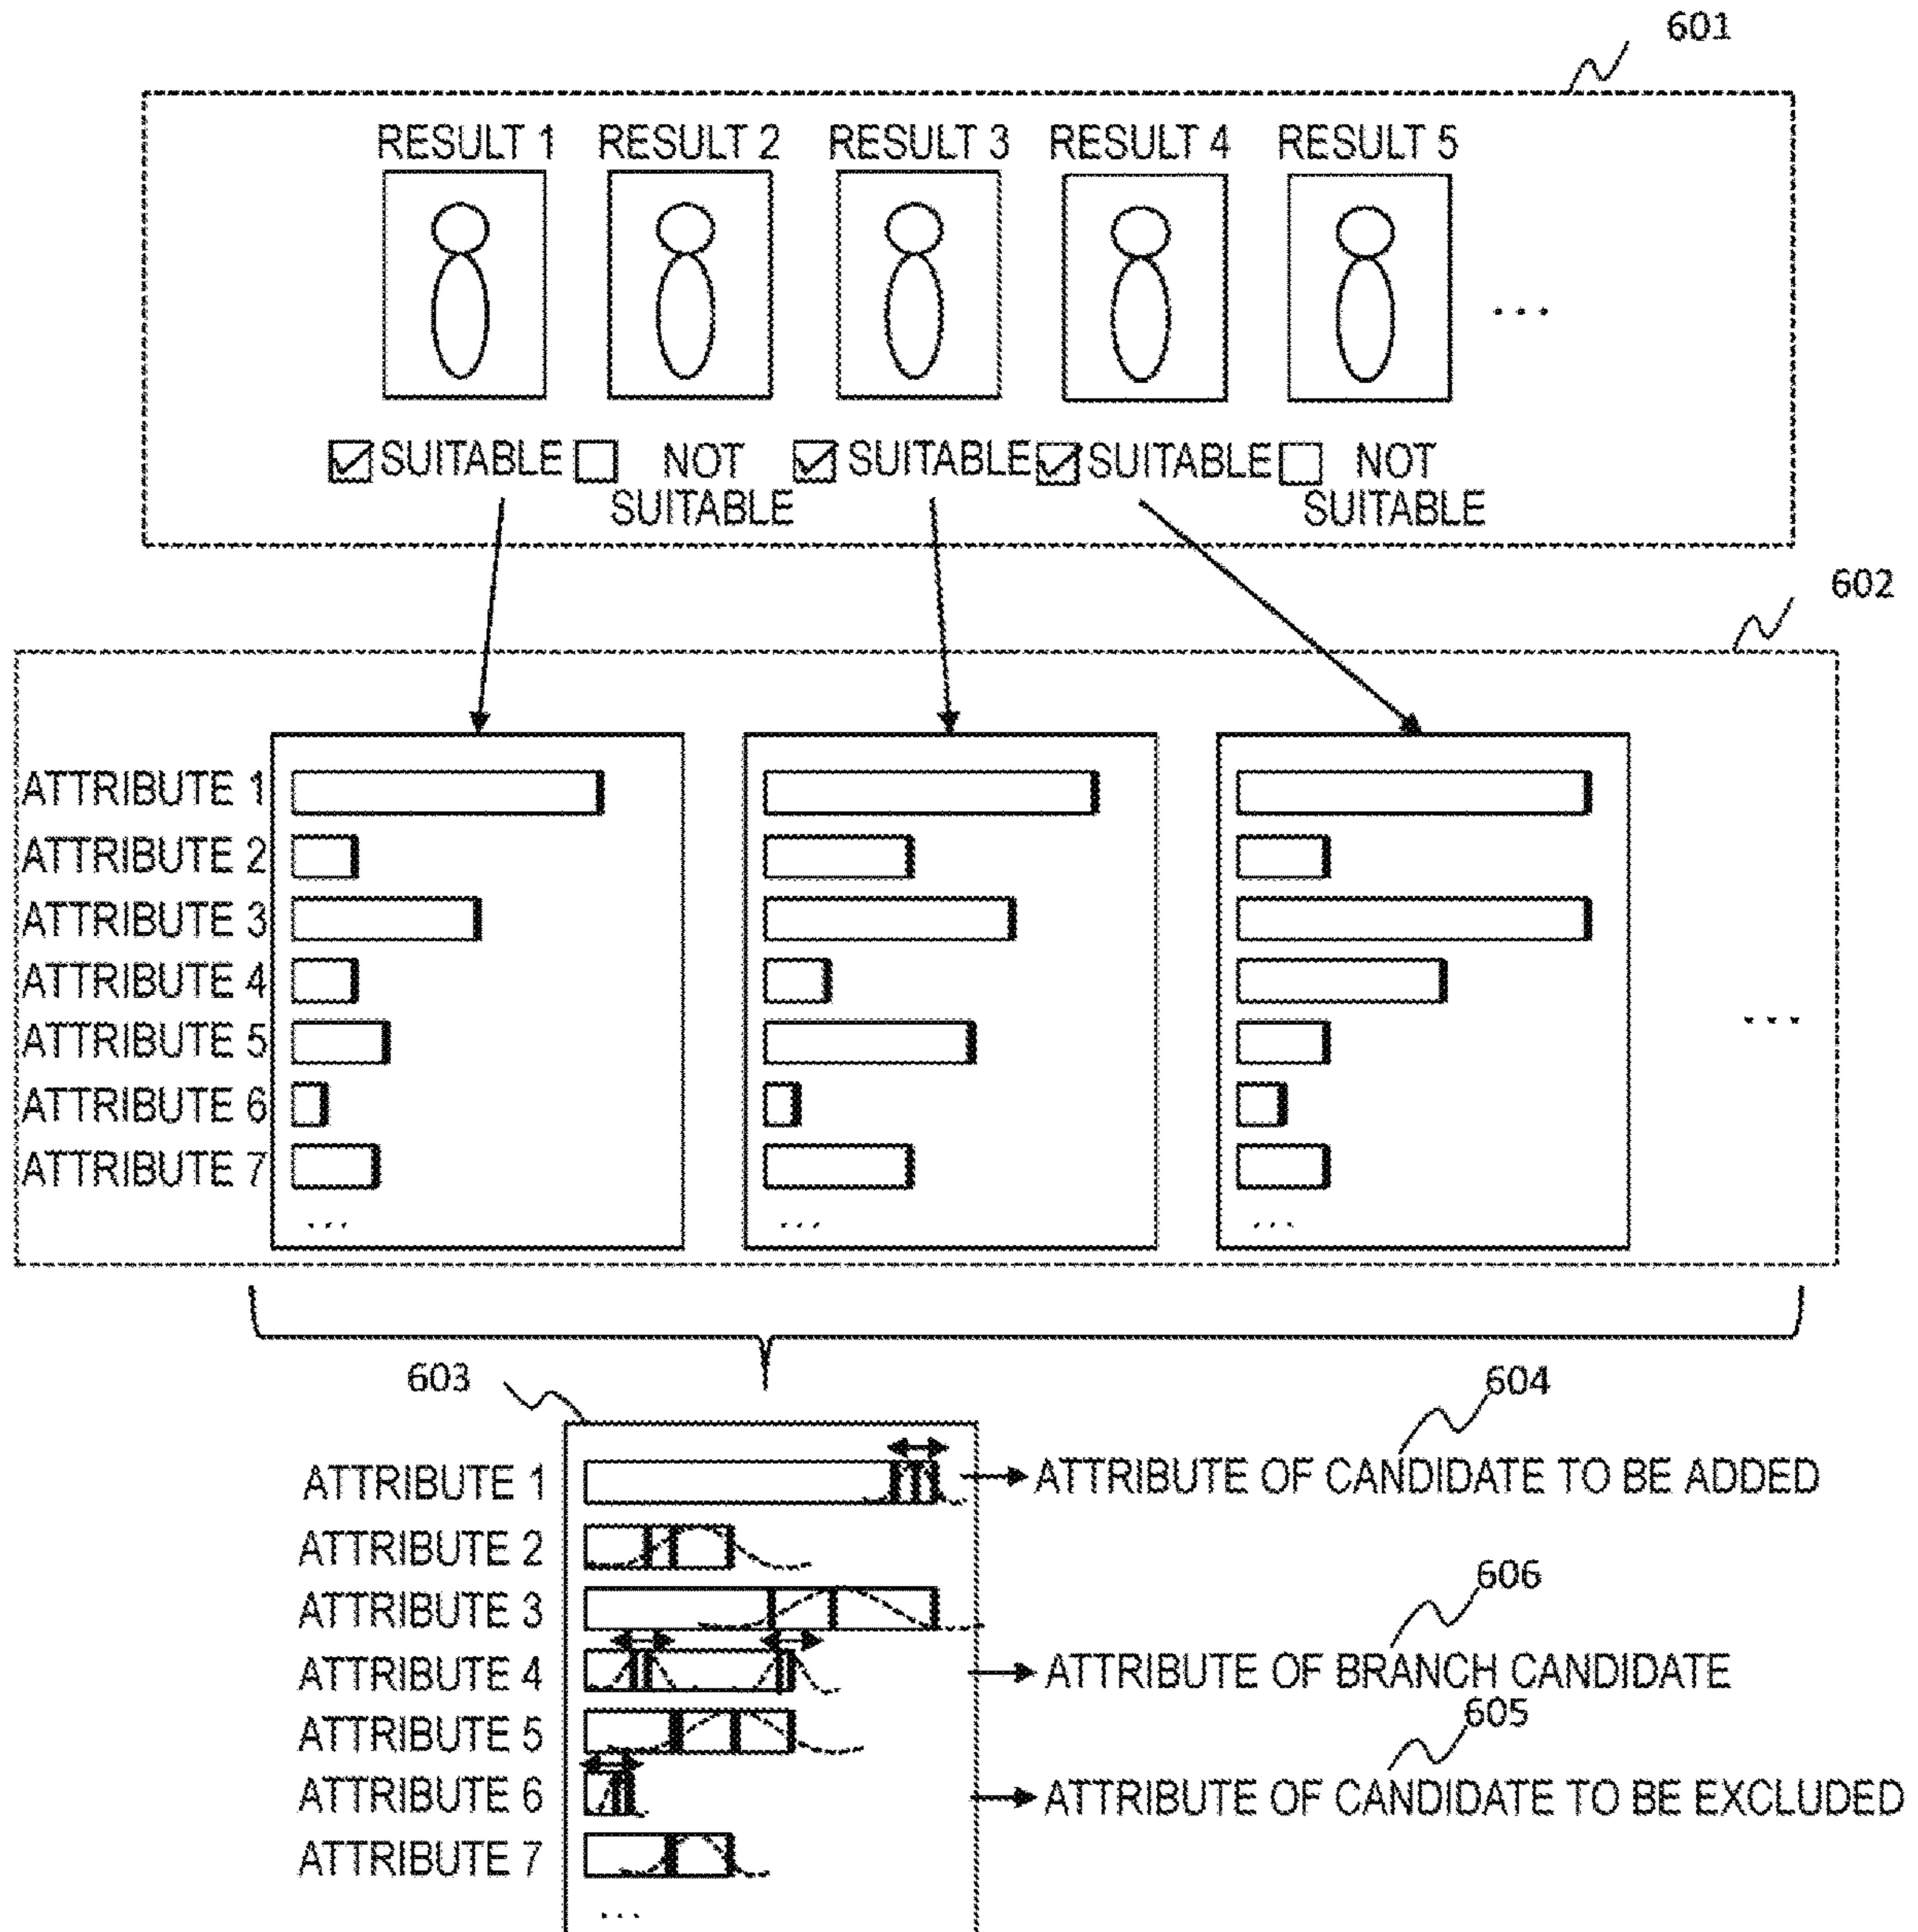 601
RESULT 1 RESULT 2 RESULT 3 RESULT 4 RESULT 5
...
SUITABLE NOT SUITABLE SUITABLE SUITABLE NOT SUITABLE
602
ATTRIBUTE 1
ATTRIBUTE 2
ATTRIBUTE 3
ATTRIBUTE 4
ATTRIBUTE 5
...
ATTRIBUTE 6
ATTRIBUTE 7
... ... ...
603
604
ATTRIBUTE 1 ATTRIBUTE OF CANDIDATE TO BE ADDED
ATTRIBUTE 2
606
ATTRIBUTE 3
ATTRIBUTE 4 ATTRIBUTE OF BRANCH CANDIDATE
605
ATTRIBUTE 5
ATTRIBUTE 6 ATTRIBUTE OF CANDIDATE TO BE EXCLUDED
ATTRIBUTE 7
...